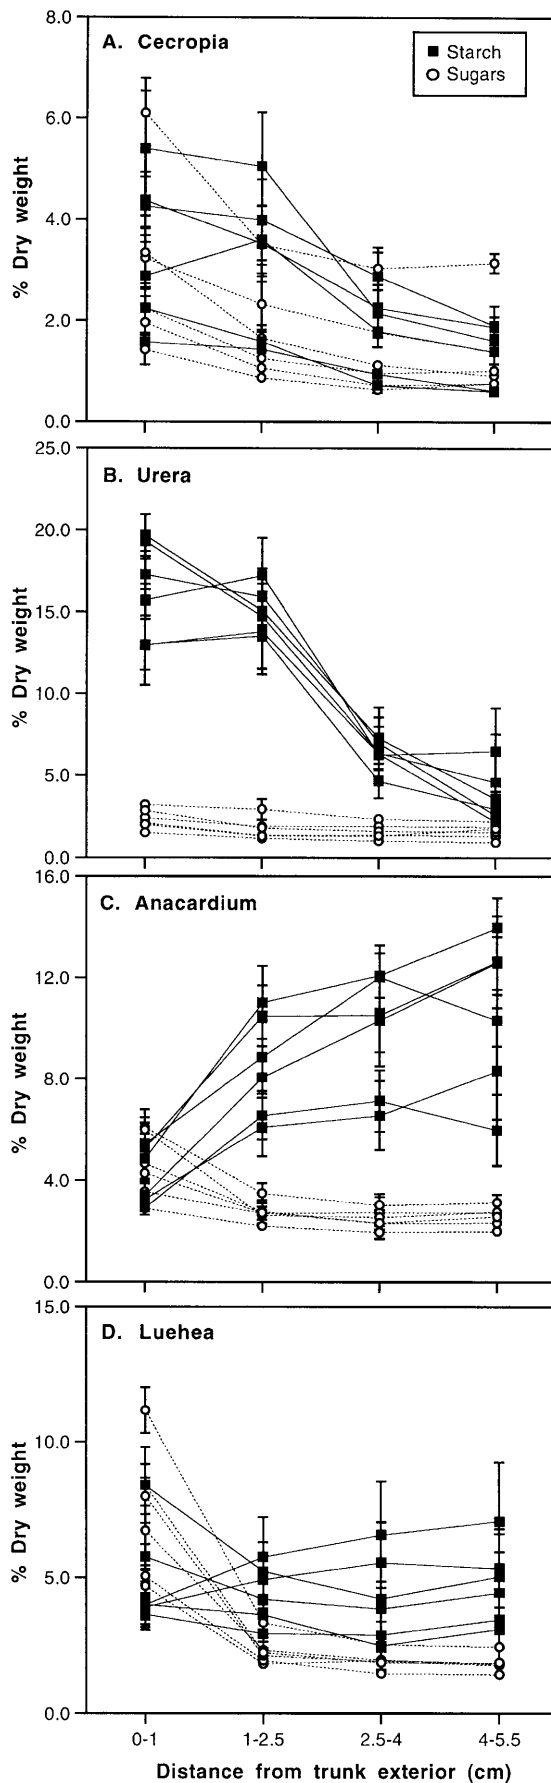 A. Cecropia
Starch
Sugars
8.0
6.0
4.0
2.0
0.0
% Dry weight
B. Urera
25.0
20.0
15.0
10.0
5.0
0.0
% Dry weight
C. Anacardium
16.0
12.0
8.0
4.0
0.0
% Dry weight
D. Luehea
15.0
10.0
5.0
0.0
% Dry weight
0-1 1-2.5 2.5-4 4-5.5
Distance from trunk exterior (cm)